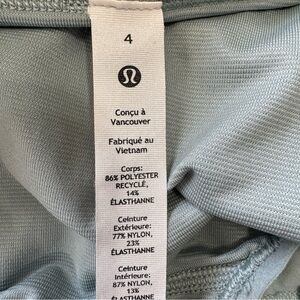 4
Conçu à
Vancouver
Fabriqué au
Vietnam
Corps:
86% POLYESTER
RECYCLÉ,
14%
ÉLASTHANNE
Ceinture
Extérieure:
77% NYLON,
23%
ÉLASTHANNE
Ceinture
Intérieur:
87% NYLON,
13%
ÉLASTHANNE